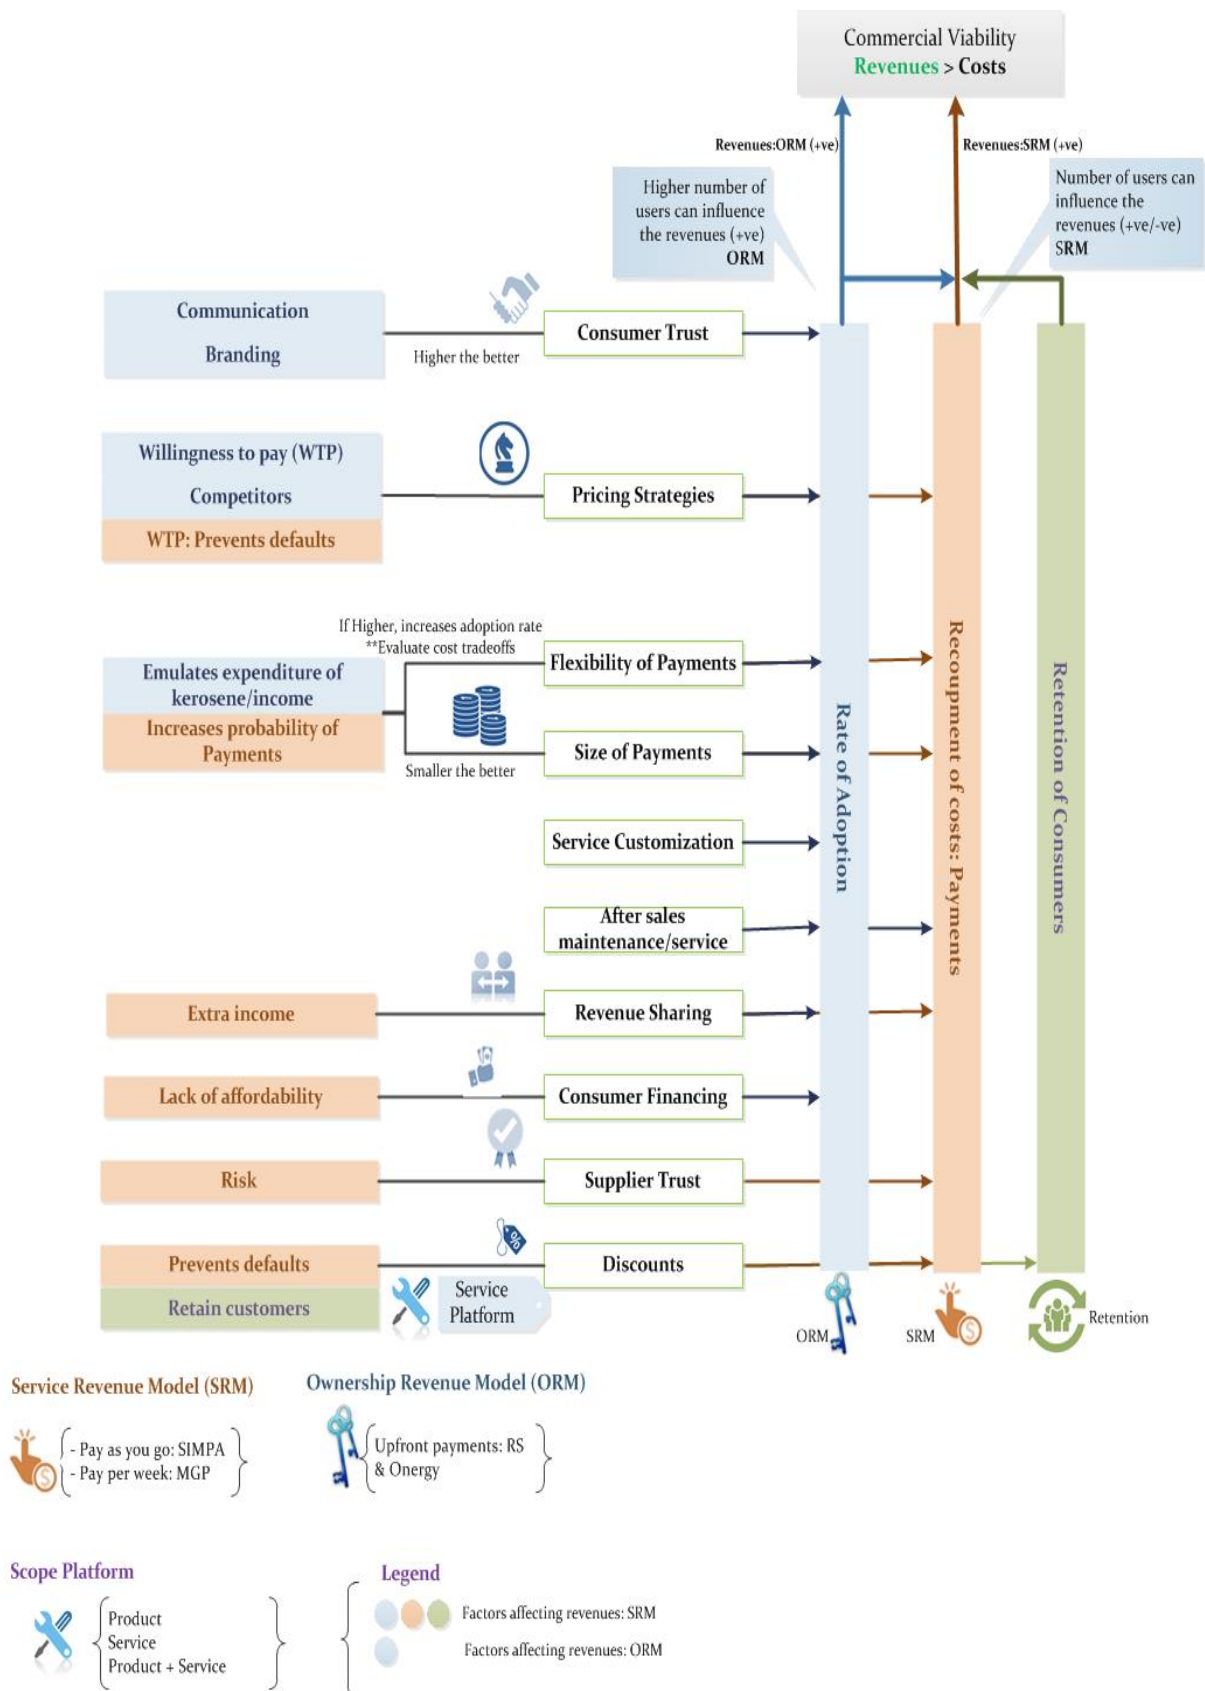 Commercial Viability
Revenues > Costs
Revenues:ORM (+ve)
Revenues:SRM (+ve)
Higher number of
users can influence
the revenues (+ve)
ORM
Number of users can
influence the
revenues (+ve/-ve)
SRM
Communication
Branding
Higher the better
Consumer Trust
Willingness to pay (WTP)
Competitors
WTP: Prevents defaults
Pricing Strategies
If Higher, increases adoption rate
**Evaluate cost tradeoffs
Emulates expenditure of
kerosene/income
Increases probability of
Payments
Flexibility of Payments
Size of Payments
Smaller the better
Service Customization
After sales
maintenance/service
Extra income
Revenue Sharing
Lack of affordability
Consumer Financing
Risk
Supplier Trust
Prevents defaults
Retain customers
Discounts
Service
Platform
Rate of Adoption
Recoupment of costs: Payments
Retention of Consumers
ORM
SRM
Retention
Service Revenue Model (SRM)
- Pay as you go: SIMPA
- Pay per week: MGP
Ownership Revenue Model (ORM)
Upfront payments: RS
& Onergy
Scope Platform
Product
Service
Product + Service
Legend
Factors affecting revenues: SRM
Factors affecting revenues: ORM